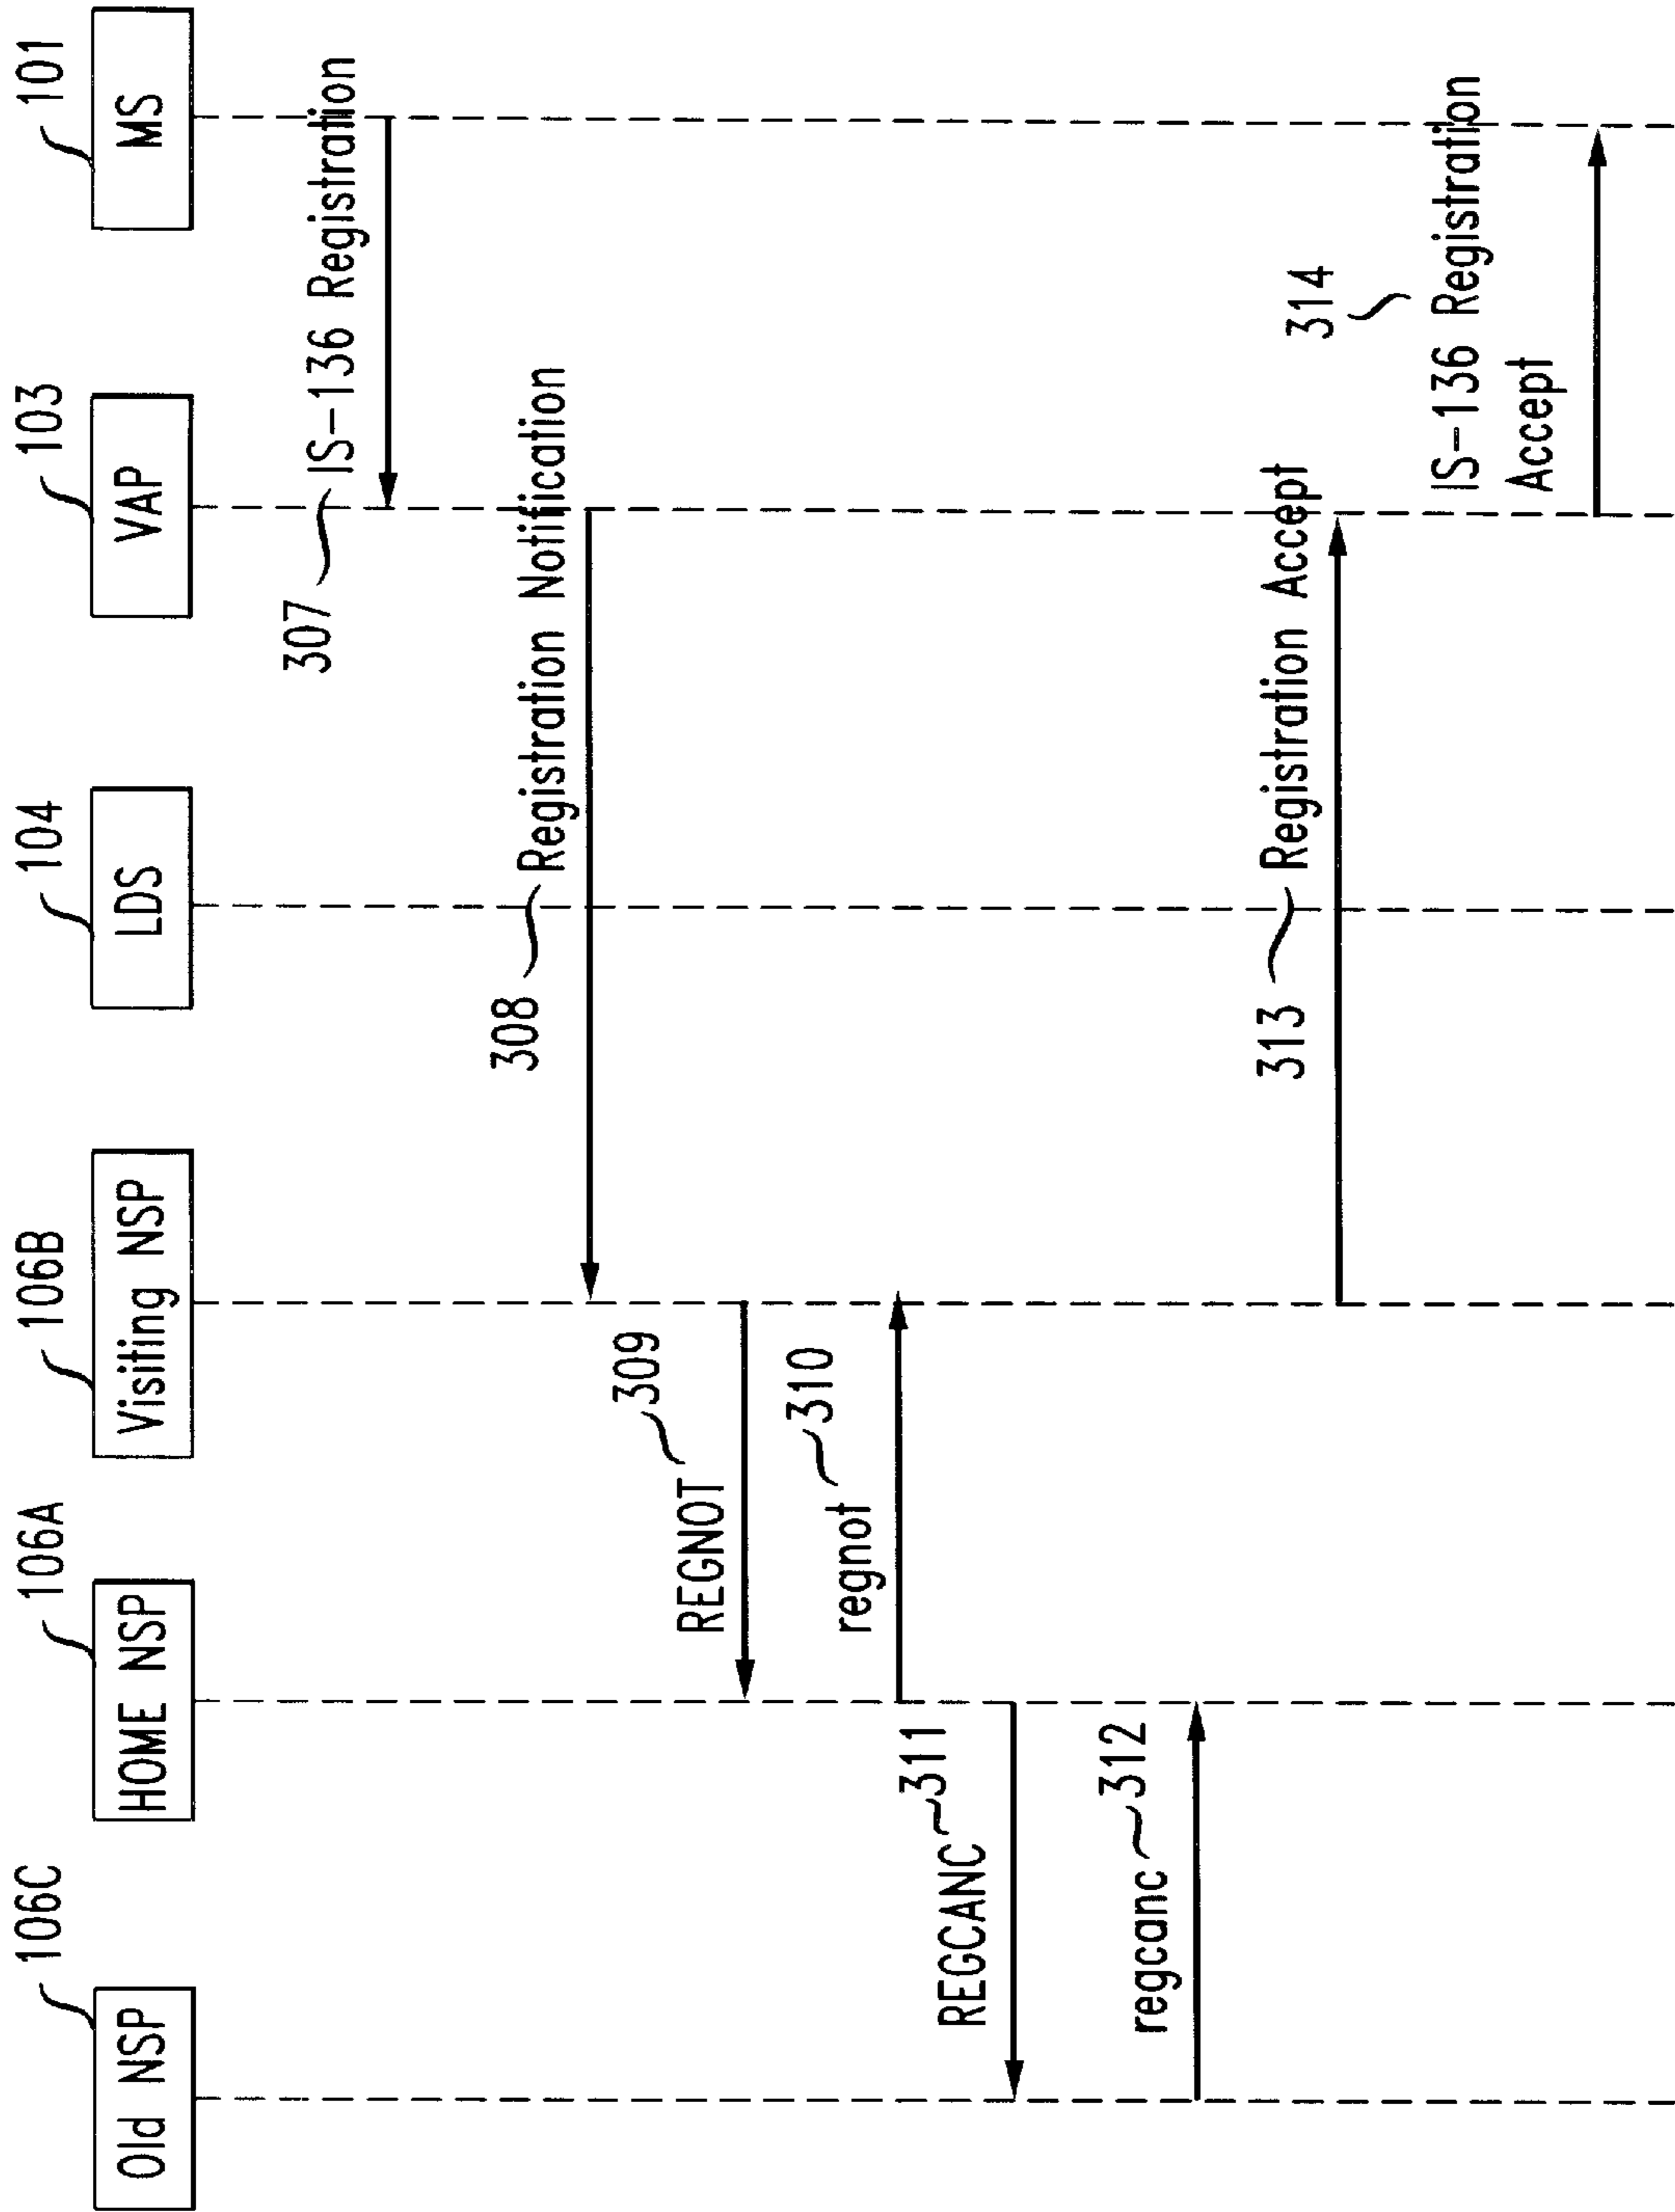 106C
106A
106B
104
103
101
Old NSP
HOME NSP
Visiting NSP
LDS
VAP
MS
307
IS-136 Registration
308
Registration Notification
REGNOT
309
regnot
310
REGCANC
311
regcanc
312
313
Registration Accept
314
IS-136 Registration
Accept